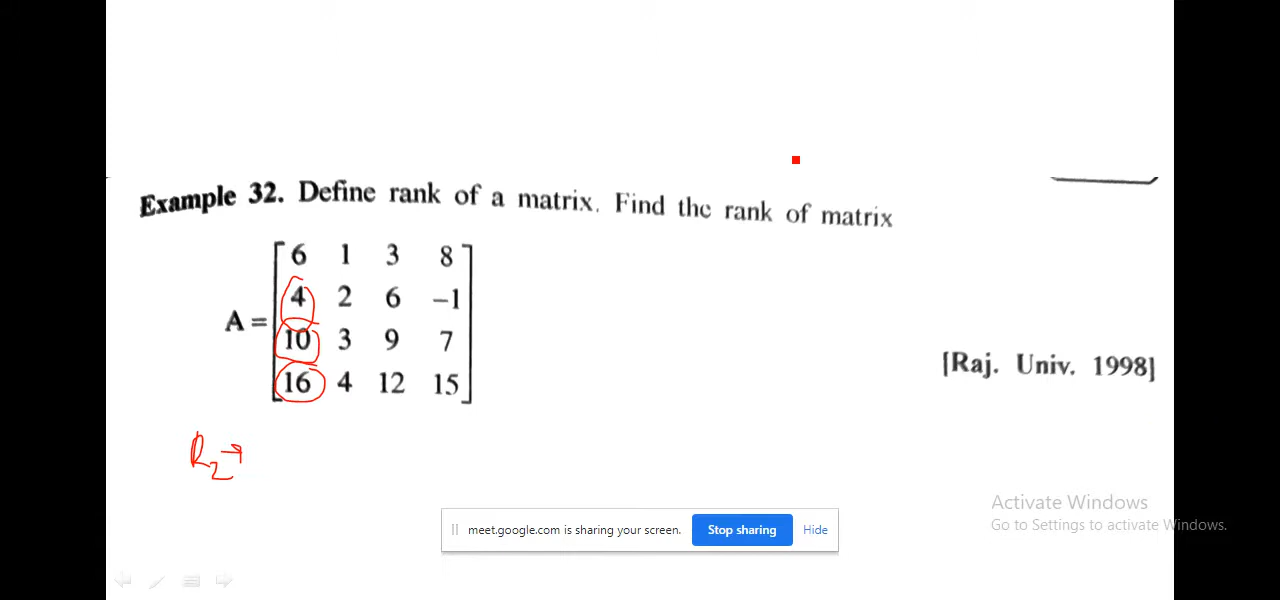 Example 32. Define rank of a matrix. Find the rank of matrix
6 1 3 8
4 2 6 -1
A = 10 3 9 7
16 4 12 15
[Raj. Univ. 1998]
R2→
Activate Windows
Go to Settings to activate Windows.
meet.google.com is sharing your screen. Stop sharing Hide